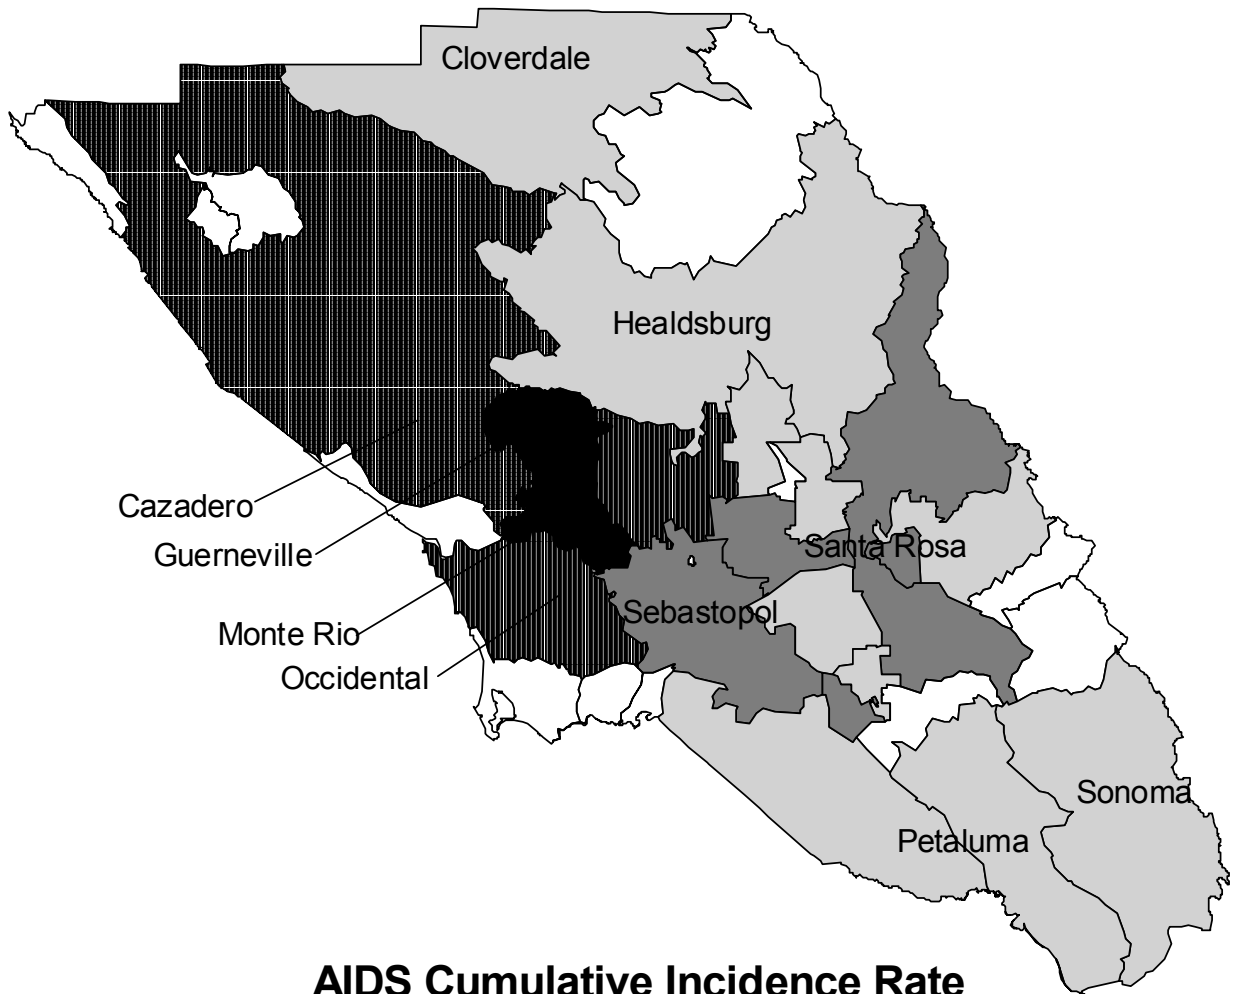 Cloverdale
Healdsburg
Cazadero
Guerneville
Santa Rosa
Sebastopol
Monte Rio
Occidental
Sonoma
Petaluma
AIDS Cumulative Incidence Rate